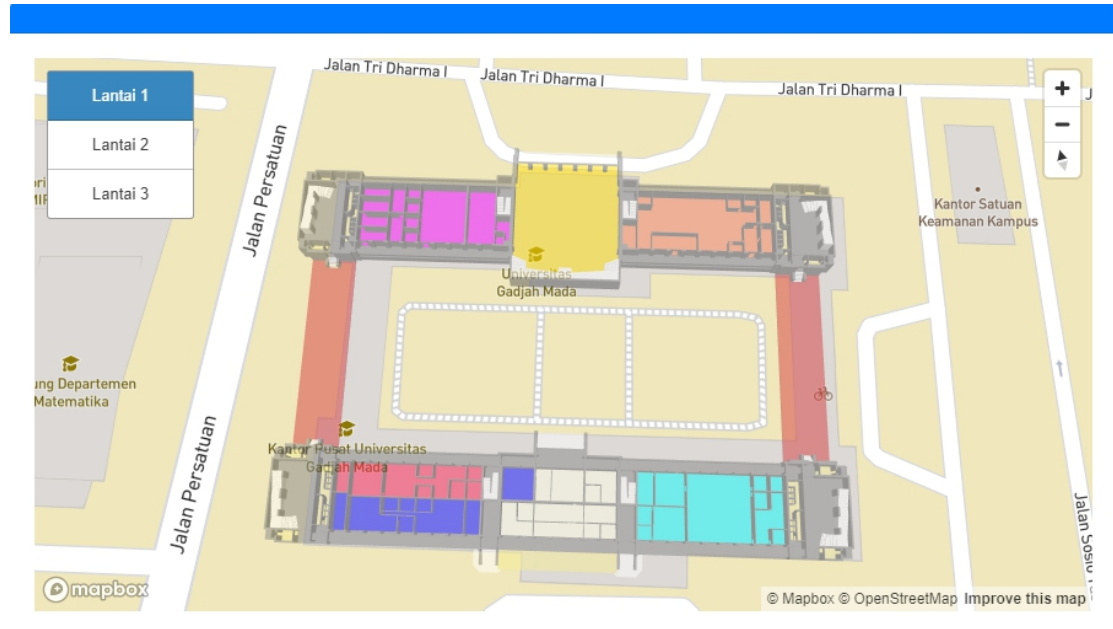 Jalan Tri Dharma I
Jalan Tri Dharma I
Jalan Tri Dharma I
Lantai 1
Lantai 2
Lantai 3
Jalan Persatuan
Kantor Satuan
Keamanan Kampus
Universitas
Gadjah Mada
Departemen
Matematika
Kantor Pusat Universitas
Gadjah Mada
Jalan Persatuan
Jalan
mapbox
© Mapbox © OpenStreetMap Improve this map